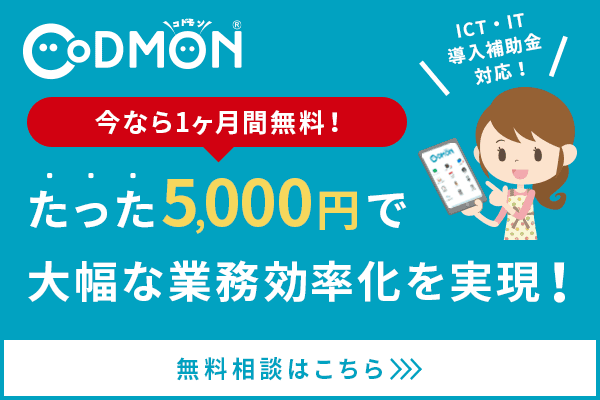 コドモン
CoDMON®
ICT・IT
導入補助金
対応！
今なら1ヶ月間無料！
たった5,000円で
大幅な業務効率化を実現！
CoDMON
無料相談はこちら>>>